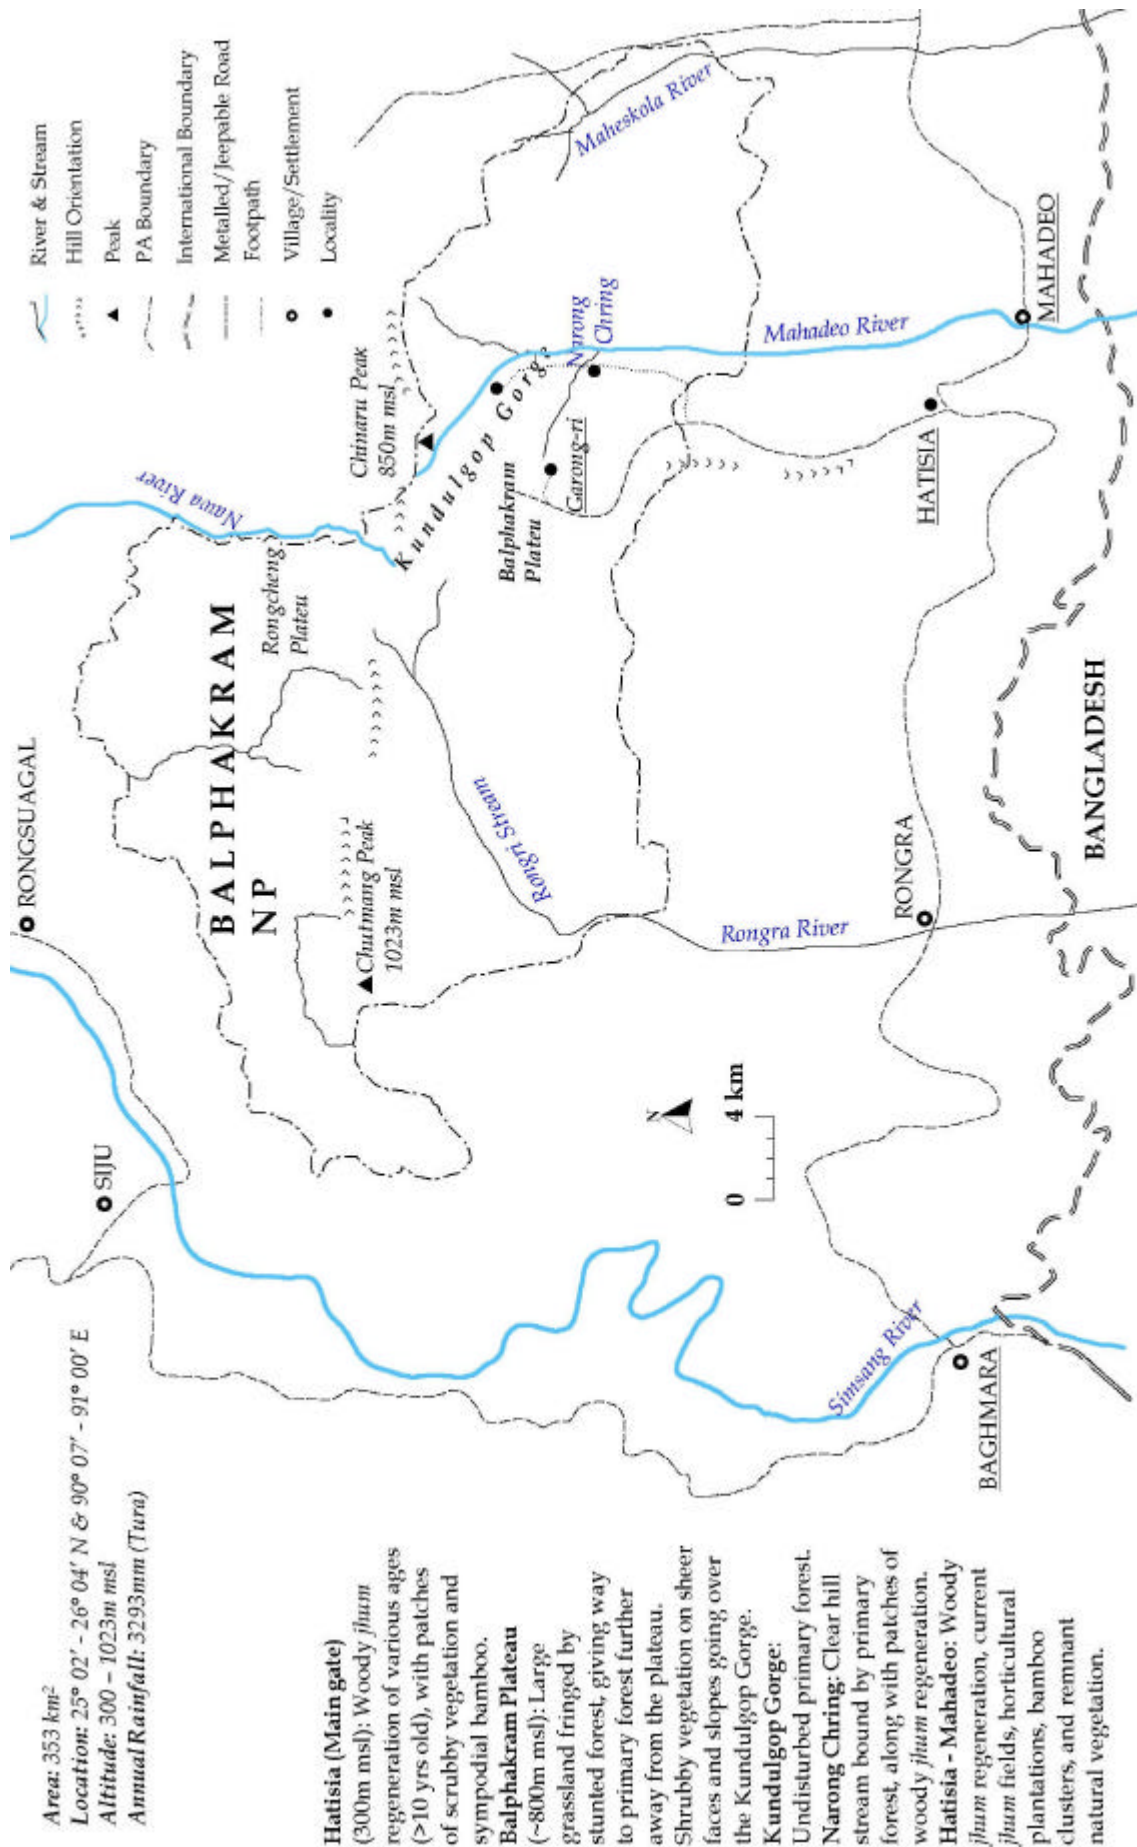 Area: 353 km²
Location: 25° 02′ - 26° 04′ N & 90° 07′ - 91° 00′ E
Altitude: 300 – 1023m msl
Annual Rainfall: 3293mm (Tura)
Hatisia (Main gate)
(300m msl): Woody jhum
regeneration of various ages
(>10 yrs old), with patches
of scrubby vegetation and
sympodial bamboo.
Balphakram Plateau
(~800m msl): Large
grassland fringed by
stunted forest, giving way
to primary forest further
away from the plateau.
Shrubby vegetation on sheer
faces and slopes going over
the Kundulgop Gorge.
Kundulgop Gorge:
Undisturbed primary forest.
Narong Chring: Clear hill
stream bound by primary
forest, along with patches of
woody jhum regeneration.
Hatisia - Mahadeo: Woody
jhum regeneration, current
jhum fields, horticultural
plantations, bamboo
clusters, and remnant
natural vegetation.
RONGSUAGAL
SIJU
BALPHAKRAM
NP
Nawa River
Rongcheng
Plateu
Chutmang Peak
1023m msl
Rongri Stream
Chinaru Peak
850m msl
Kundulgop Gorge
Balphakram
Plateu
Garong-ri
Narong
Chring
Maheskola River
Mahadeo River
Rongra River
Simsang River
N
0 4 km
BAGHMARA
RONGRA
HATISIA
MAHADEO
BANGLADESH
River & Stream
Hill Orientation
Peak
PA Boundary
International Boundary
Metalled/Jeepable Road
Footpath
Village/Settlement
Locality